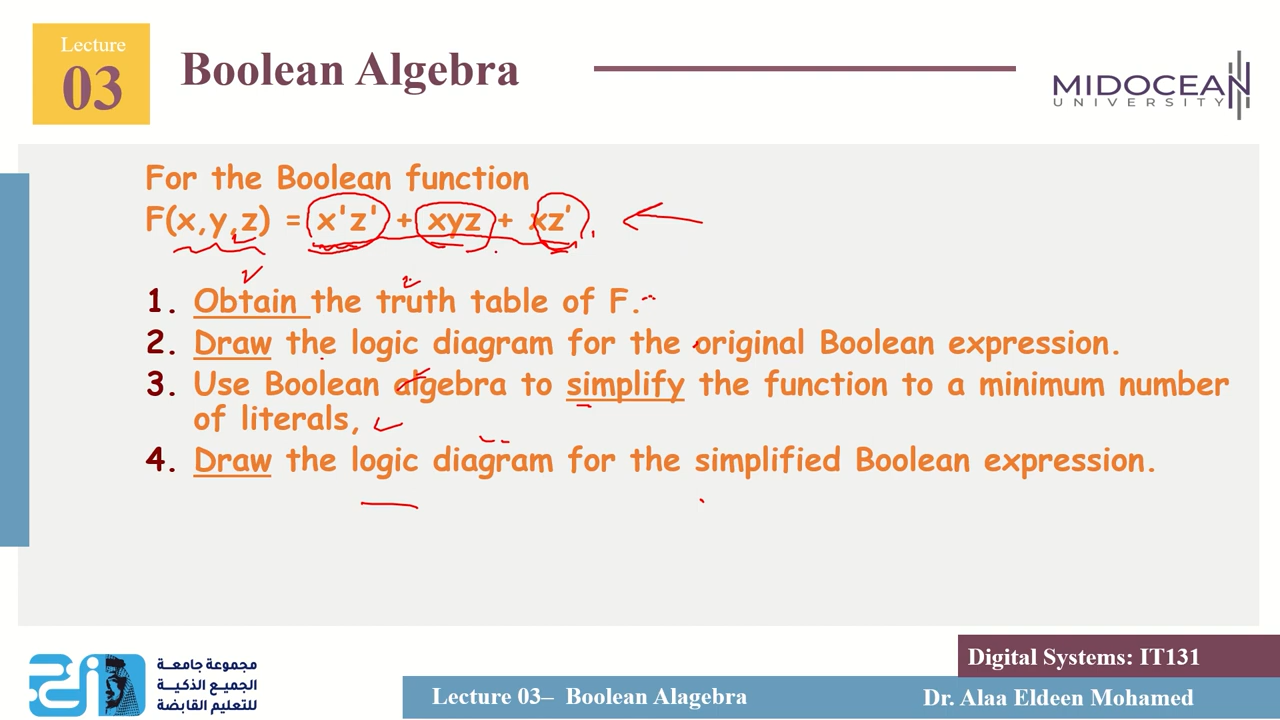 Lecture
03
Boolean Algebra
MIDOCEAN
UNIVERSITY
For the Boolean function
F(x,y,z) = x'z' + xyz + xz'
1. Obtain the truth table of F.
2. Draw the logic diagram for the original Boolean expression.
3. Use Boolean algebra to simplify the function to a minimum number
of literals,
4. Draw the logic diagram for the simplified Boolean expression.
مجموعة جامعة
الجميع الذكية
للتعليم القابضة
Digital Systems: IT131
Lecture 03– Boolean Alagebra
Dr. Alaa Eldeen Mohamed